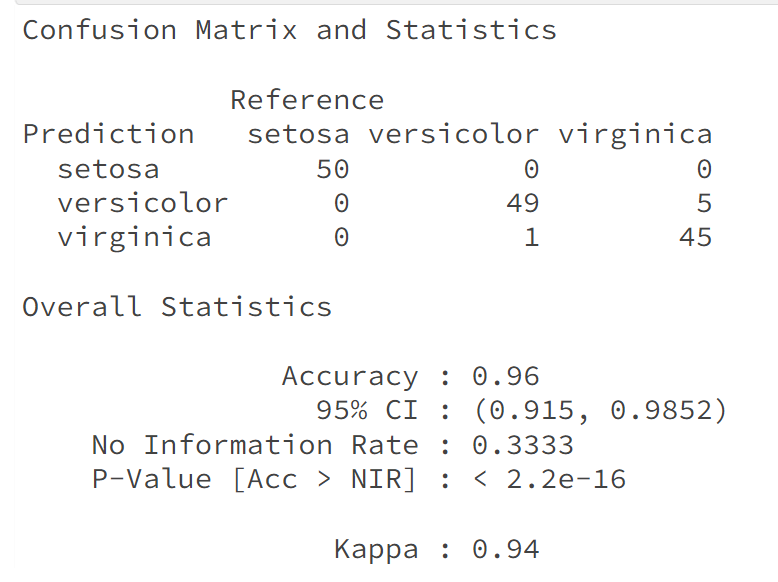 Confusion Matrix and Statistics
Reference
Prediction setosa versicolor virginica
setosa 50 0 0
versicolor 0 49 5
virginica 0 1 45
Overall Statistics
Accuracy : 0.96
95% CI : (0.915, 0.9852)
No Information Rate : 0.3333
P-Value [Acc > NIR] : < 2.2e-16
Kappa : 0.94